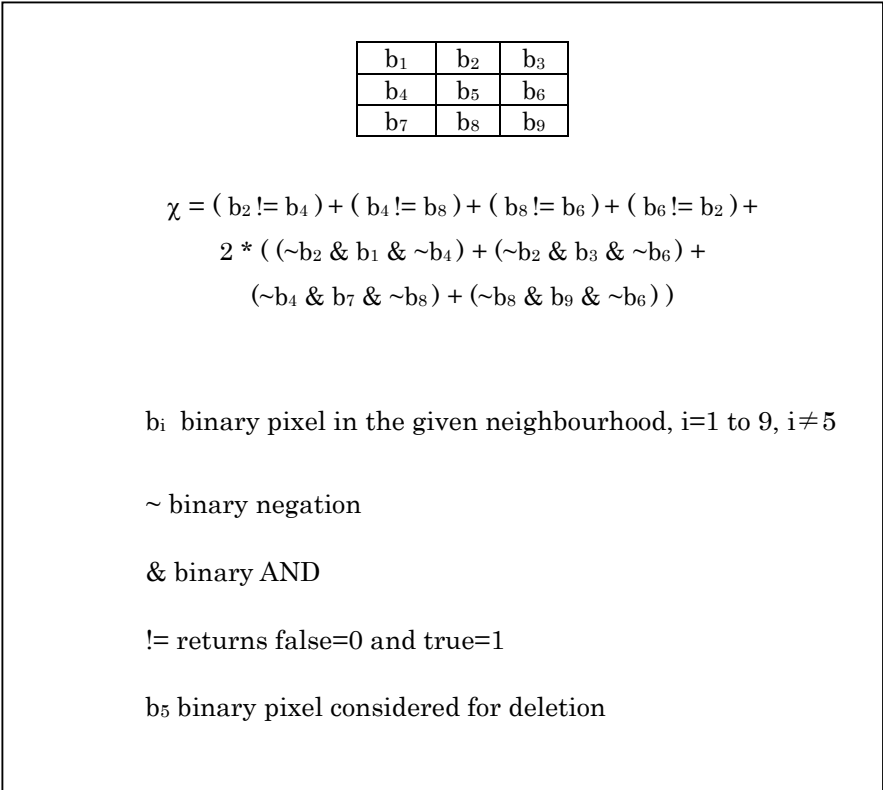 b₁ b₂ b₃
b₄ b₅ b₆
b₇ b₈ b₉
χ = ( b₂ != b₄ ) + ( b₄ != b₈ ) + ( b₈ != b₆ ) + ( b₆ != b₂ ) +
2 * ( (~b₂ & b₁ & ~b₄ ) + (~b₂ & b₃ & ~b₆ ) +
(~b₄ & b₇ & ~b₈ ) + (~b₈ & b₉ & ~b₆ ) )
bᵢ binary pixel in the given neighbourhood, i=1 to 9, i≠5
~ binary negation
& binary AND
!= returns false=0 and true=1
b₅ binary pixel considered for deletion